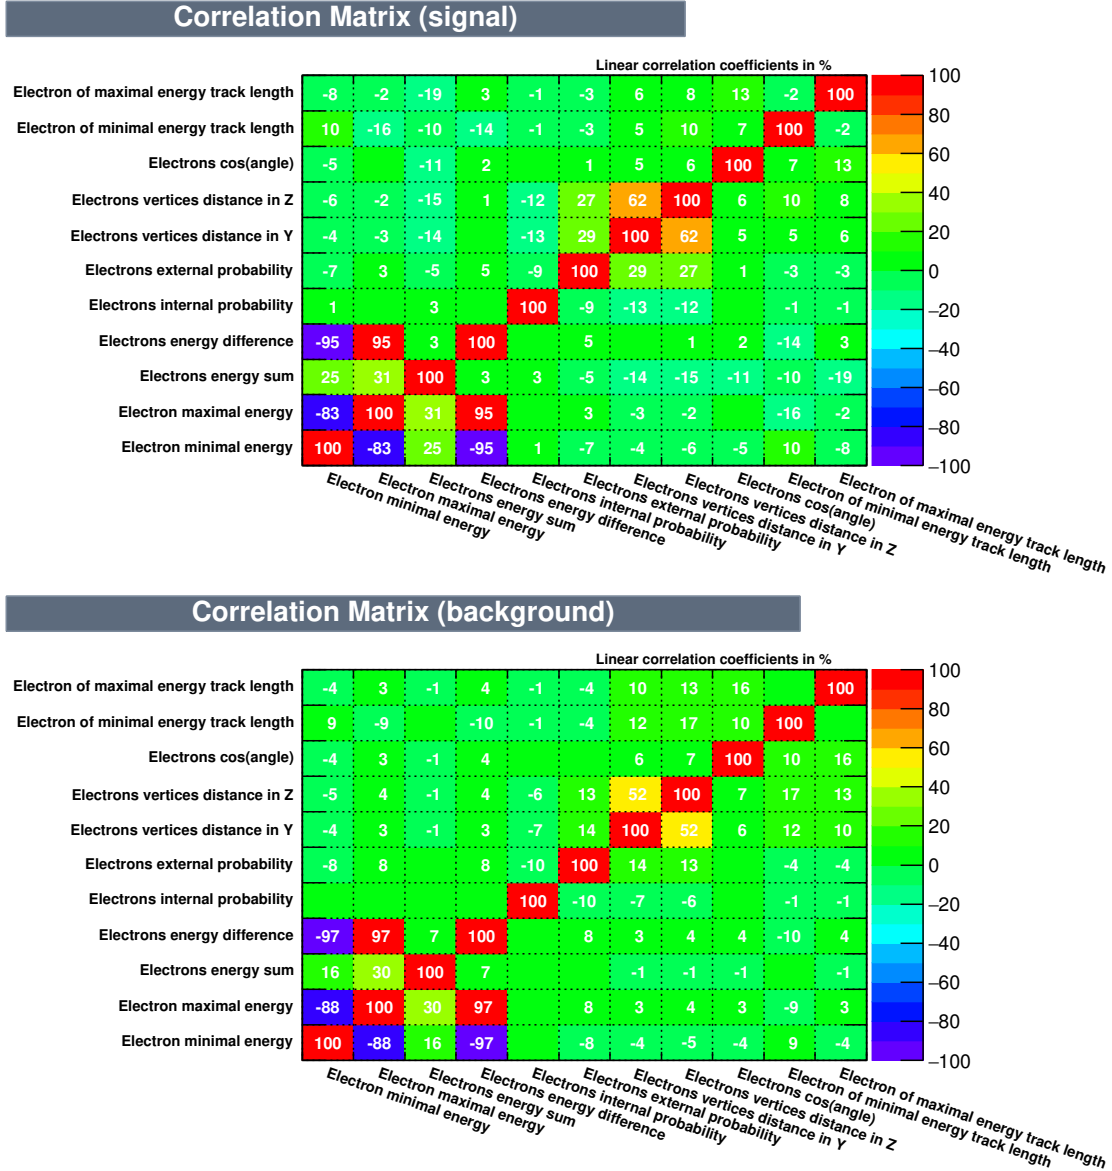 Correlation Matrix (signal)
Linear correlation coefficients in %
Electron of maximal energy track length -8 -2 -19 3 -1 -3 6 8 13 -2 100
Electron of minimal energy track length 10 -16 -10 -14 -1 -3 5 10 7 100 -2
Electrons cos(angle) -5 -11 2 1 5 6 100 7 13
Electrons vertices distance in Z -6 -2 -15 1 -12 27 62 100 6 10 8
Electrons vertices distance in Y -4 -3 -14 -13 29 100 62 5 5 6
Electrons external probability -7 3 -5 5 -9 100 29 27 1 -3 -3
Electrons internal probability 1 3 100 -9 -13 -12 -1 -1
Electrons energy difference -95 95 3 100 5 1 2 -14 3
Electrons energy sum 25 31 100 3 3 -5 -14 -15 -11 -10 -19
Electron maximal energy -83 100 31 95 3 -3 -2 -16 -2
Electron minimal energy 100 -83 25 -95 1 -7 -4 -6 -5 10 -8
100
80
60
40
20
0
−20
−40
−60
−80
−100
Electron minimal energy
Electron maximal energy
Electrons energy sum
Electrons energy difference
Electrons internal probability
Electrons external probability
Electrons vertices distance in Y
Electrons vertices distance in Z
Electrons cos(angle)
Electron of minimal energy track length
Electron of maximal energy track length
Correlation Matrix (background)
Linear correlation coefficients in %
Electron of maximal energy track length -4 3 -1 4 -1 -4 10 13 16 100
Electron of minimal energy track length 9 -9 -10 -1 -4 12 17 10 100
Electrons cos(angle) -4 3 -1 4 6 7 100 10 16
Electrons vertices distance in Z -5 4 -1 4 -6 13 52 100 7 17 13
Electrons vertices distance in Y -4 3 -1 3 -7 14 100 52 6 12 10
Electrons external probability -8 8 8 -10 100 14 13 -4 -4
Electrons internal probability 100 -10 -7 -6 -1 -1
Electrons energy difference -97 97 7 100 8 3 4 4 -10 4
Electrons energy sum 16 30 100 7 -1 -1 -1 -1
Electron maximal energy -88 100 30 97 8 3 4 3 -9 3
Electron minimal energy 100 -88 16 -97 -8 -4 -5 -4 9 -4
100
80
60
40
20
0
−20
−40
−60
−80
−100
Electron minimal energy
Electron maximal energy
Electrons energy sum
Electrons energy difference
Electrons internal probability
Electrons external probability
Electrons vertices distance in Y
Electrons vertices distance in Z
Electrons cos(angle)
Electron of minimal energy track length
Electron of maximal energy track length